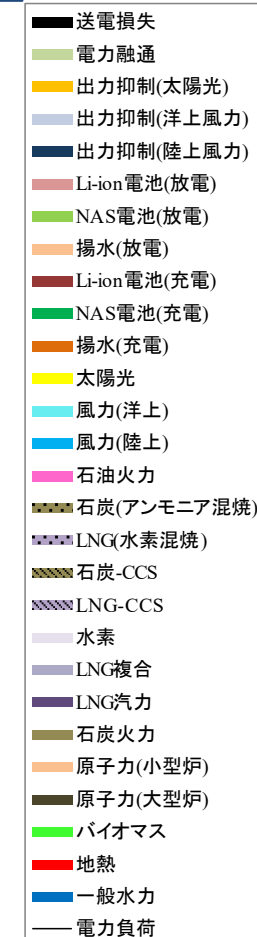 送電損失
電力融通
出力抑制(太陽光)
出力抑制(洋上風力)
出力抑制(陸上風力)
Li-ion電池(放電)
NAS電池(放電)
揚水(放電)
Li-ion電池(充電)
NAS電池(充電)
揚水(充電)
太陽光
風力(洋上)
風力(陸上)
石油火力
石炭(アンモニア混焼)
LNG(水素混焼)
石炭-CCS
LNG-CCS
水素
LNG複合
LNG汽力
石炭火力
原子力(小型炉)
原子力(大型炉)
バイオマス
地熱
一般水力
電力負荷